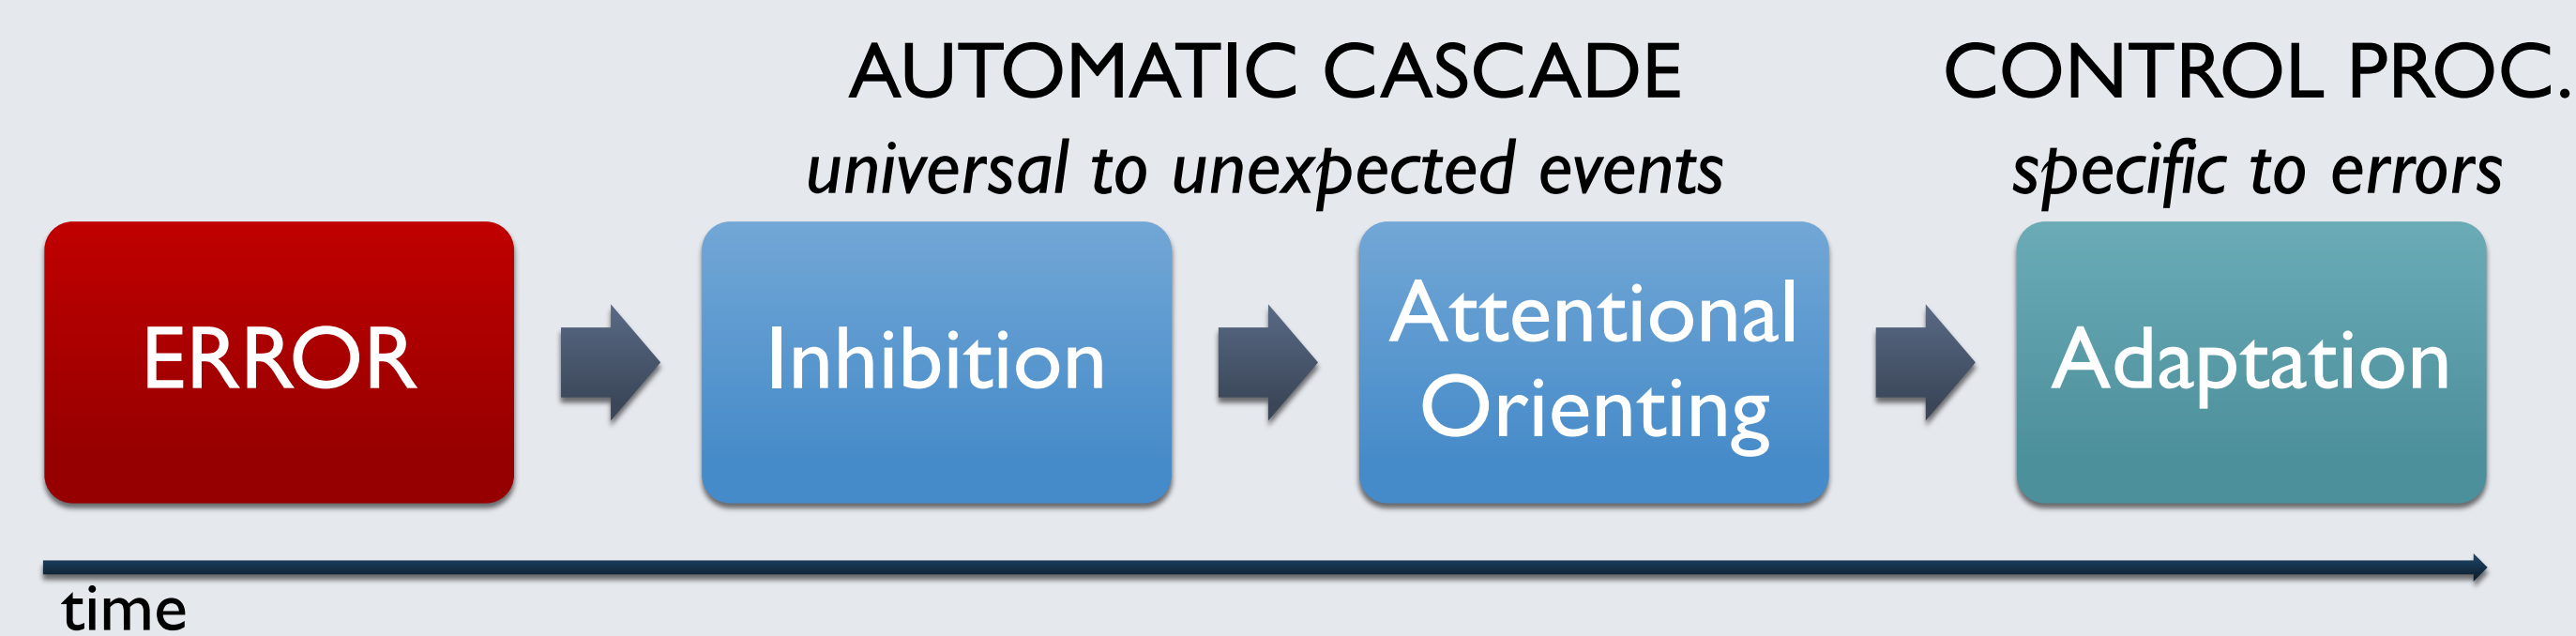 AUTOMATIC CASCADE
universal to unexpected events
CONTROL PROC.
specific to errors
ERROR
Inhibition
Attentional
Orienting
Adaptation
time